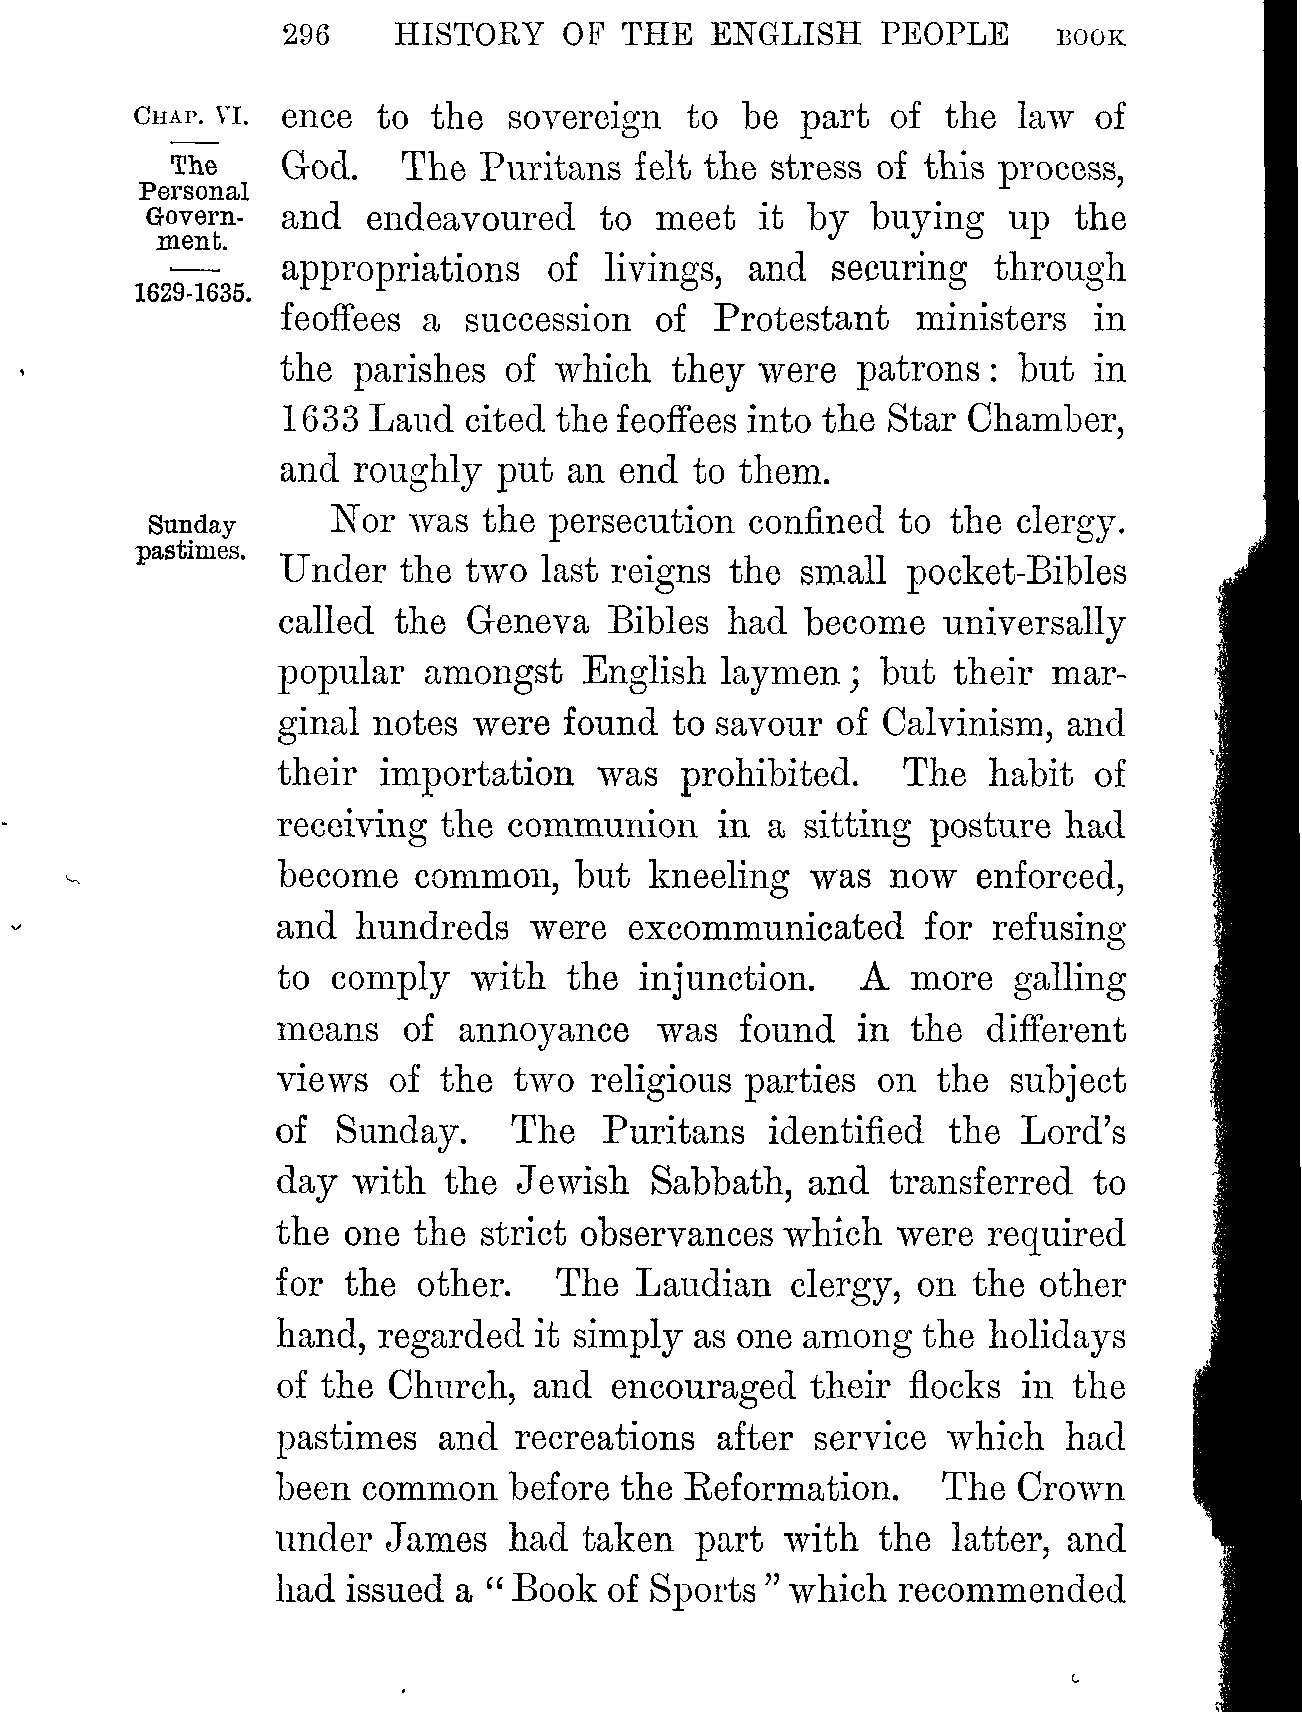 296 HISTORY OF THE ENGLISH PEOPLE BOOK
CHAP. VI.
The
Personal
Govern-
ment.
1629-1635.
ence to the sovereign to be part of the law of
God. The Puritans felt the stress of this process,
and endeavoured to meet it by buying up the
appropriations of livings, and securing through
feoffees a succession of Protestant ministers in
the parishes of which they were patrons: but in
1633 Laud cited the feoffees into the Star Chamber,
and roughly put an end to them.
Sunday
pastimes.
Nor was the persecution confined to the clergy.
Under the two last reigns the small pocket-Bibles
called the Geneva Bibles had become universally
popular amongst English laymen; but their mar-
ginal notes were found to savour of Calvinism, and
their importation was prohibited. The habit of
receiving the communion in a sitting posture had
become common, but kneeling was now enforced,
and hundreds were excommunicated for refusing
to comply with the injunction. A more galling
means of annoyance was found in the different
views of the two religious parties on the subject
of Sunday. The Puritans identified the Lord's
day with the Jewish Sabbath, and transferred to
the one the strict observances which were required
for the other. The Laudian clergy, on the other
hand, regarded it simply as one among the holidays
of the Church, and encouraged their flocks in the
pastimes and recreations after service which had
been common before the Reformation. The Crown
under James had taken part with the latter, and
had issued a "Book of Sports" which recommended